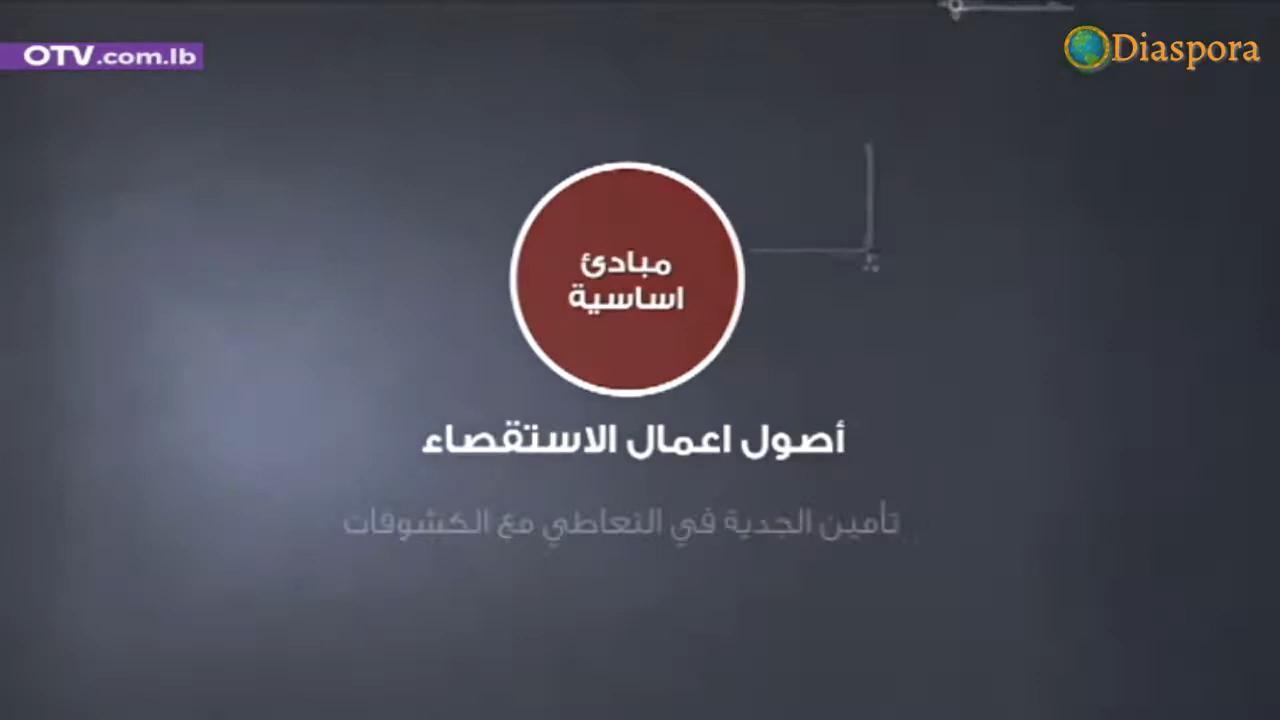 OTV.com.lb
Diaspora
مبادئ
اساسية
أصول اعمال الاستقصاء
تأمين الجدية في التعاطي مع الكشوفات